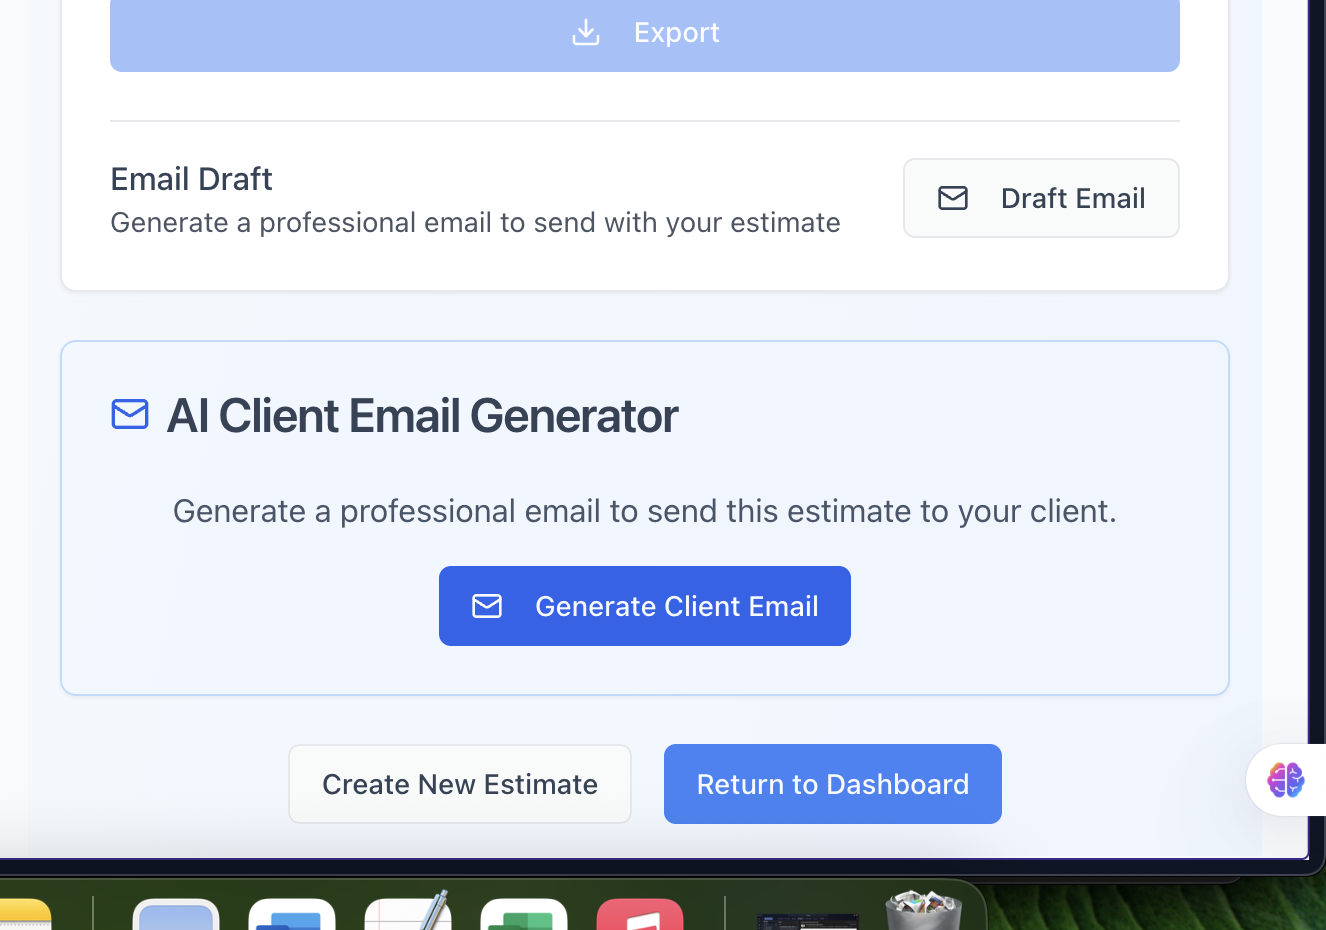 Export
Email Draft
Generate a professional email to send with your estimate
Draft Email
AI Client Email Generator
Generate a professional email to send this estimate to your client.
Generate Client Email
Create New Estimate
Return to Dashboard